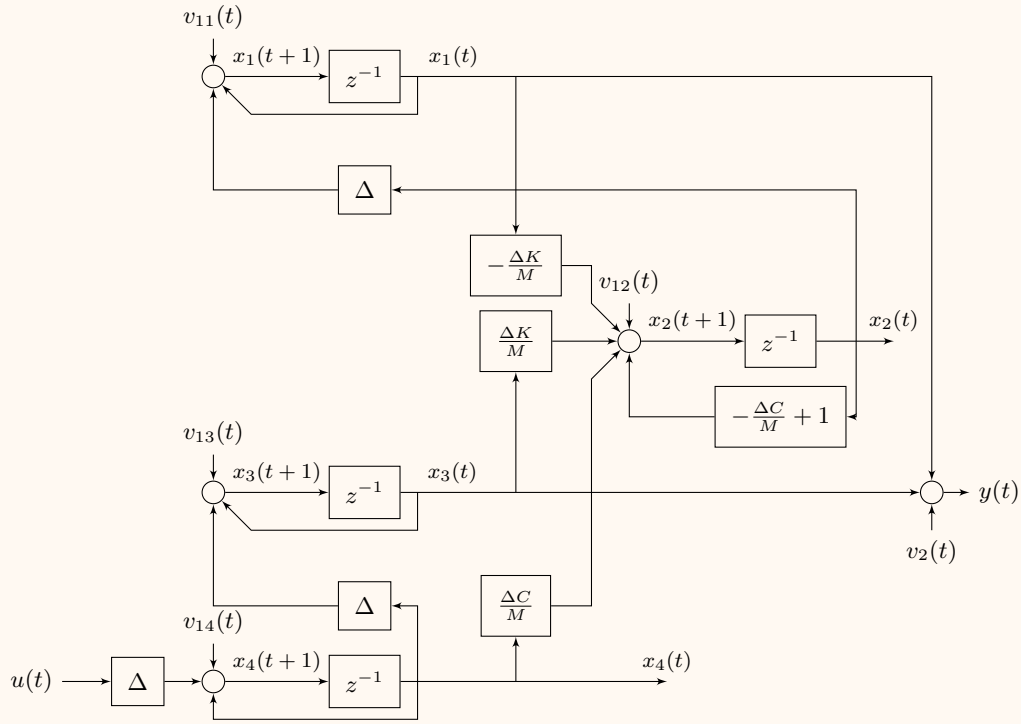 v₁₁(t)
x₁(t+1)
z⁻¹
x₁(t)
Δ
−ΔK/M
v₁₂(t)
ΔK/M
x₂(t+1)
z⁻¹
x₂(t)
−ΔC/M + 1
v₁₃(t)
x₃(t+1)
z⁻¹
x₃(t)
y(t)
v₂(t)
Δ
ΔC/M
v₁₄(t)
u(t)
Δ
x₄(t+1)
z⁻¹
x₄(t)